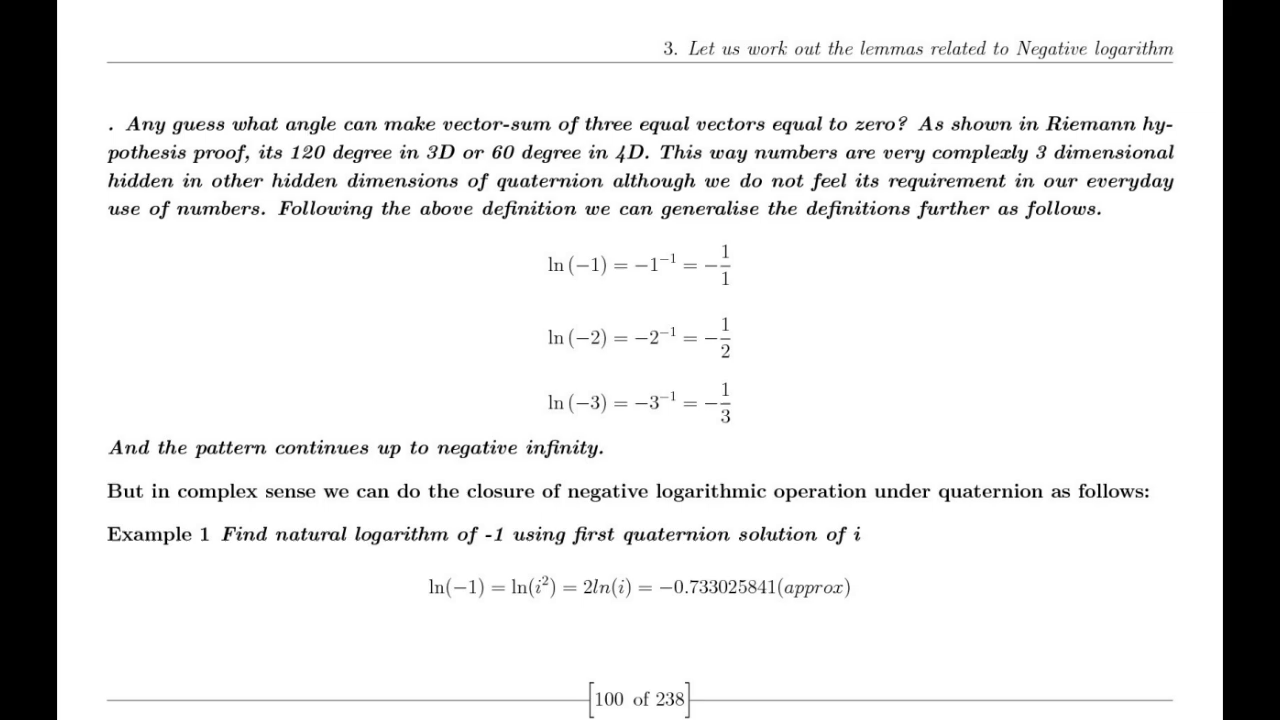 3. Let us work out the lemmas related to Negative logarithm
. Any guess what angle can make vector-sum of three equal vectors equal to zero? As shown in Riemann hy-
pothesis proof, its 120 degree in 3D or 60 degree in 4D. This way numbers are very complexly 3 dimensional
hidden in other hidden dimensions of quaternion although we do not feel its requirement in our everyday
use of numbers. Following the above definition we can generalise the definitions further as follows.
ln (−1) = −1⁻¹ = −1/1
ln (−2) = −2⁻¹ = −1/2
ln (−3) = −3⁻¹ = −1/3
And the pattern continues up to negative infinity.
But in complex sense we can do the closure of negative logarithmic operation under quaternion as follows:
Example 1 Find natural logarithm of -1 using first quaternion solution of i
ln(−1) = ln(i²) = 2ln(i) = −0.733025841(approx)
[100 of 238]